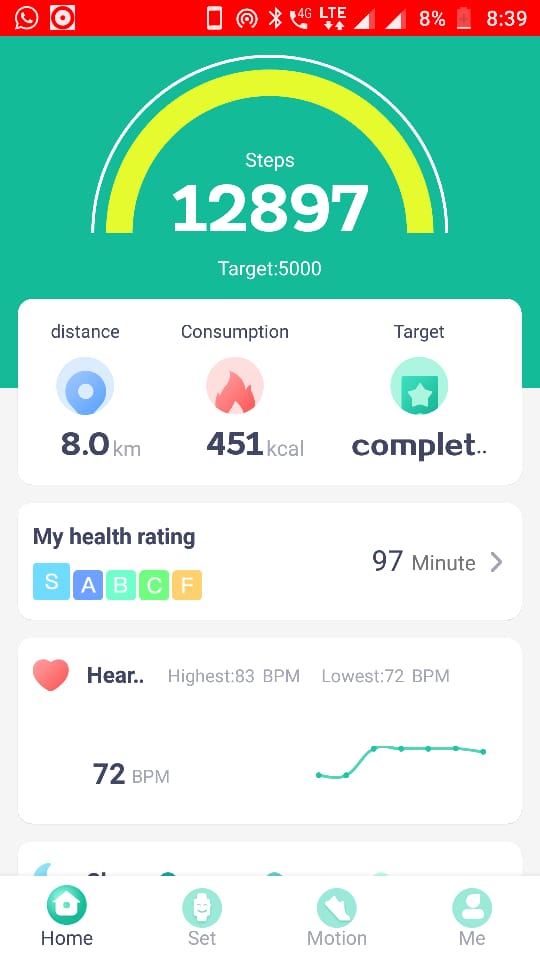 4G LTE 8% 8:39
Steps
12897
Target:5000
distance Consumption Target
8.0 km 451 kcal complet..
My health rating
S A B C F
97 Minute
Hear.. Highest:83 BPM Lowest:72 BPM
72 BPM
Home Set Motion Me